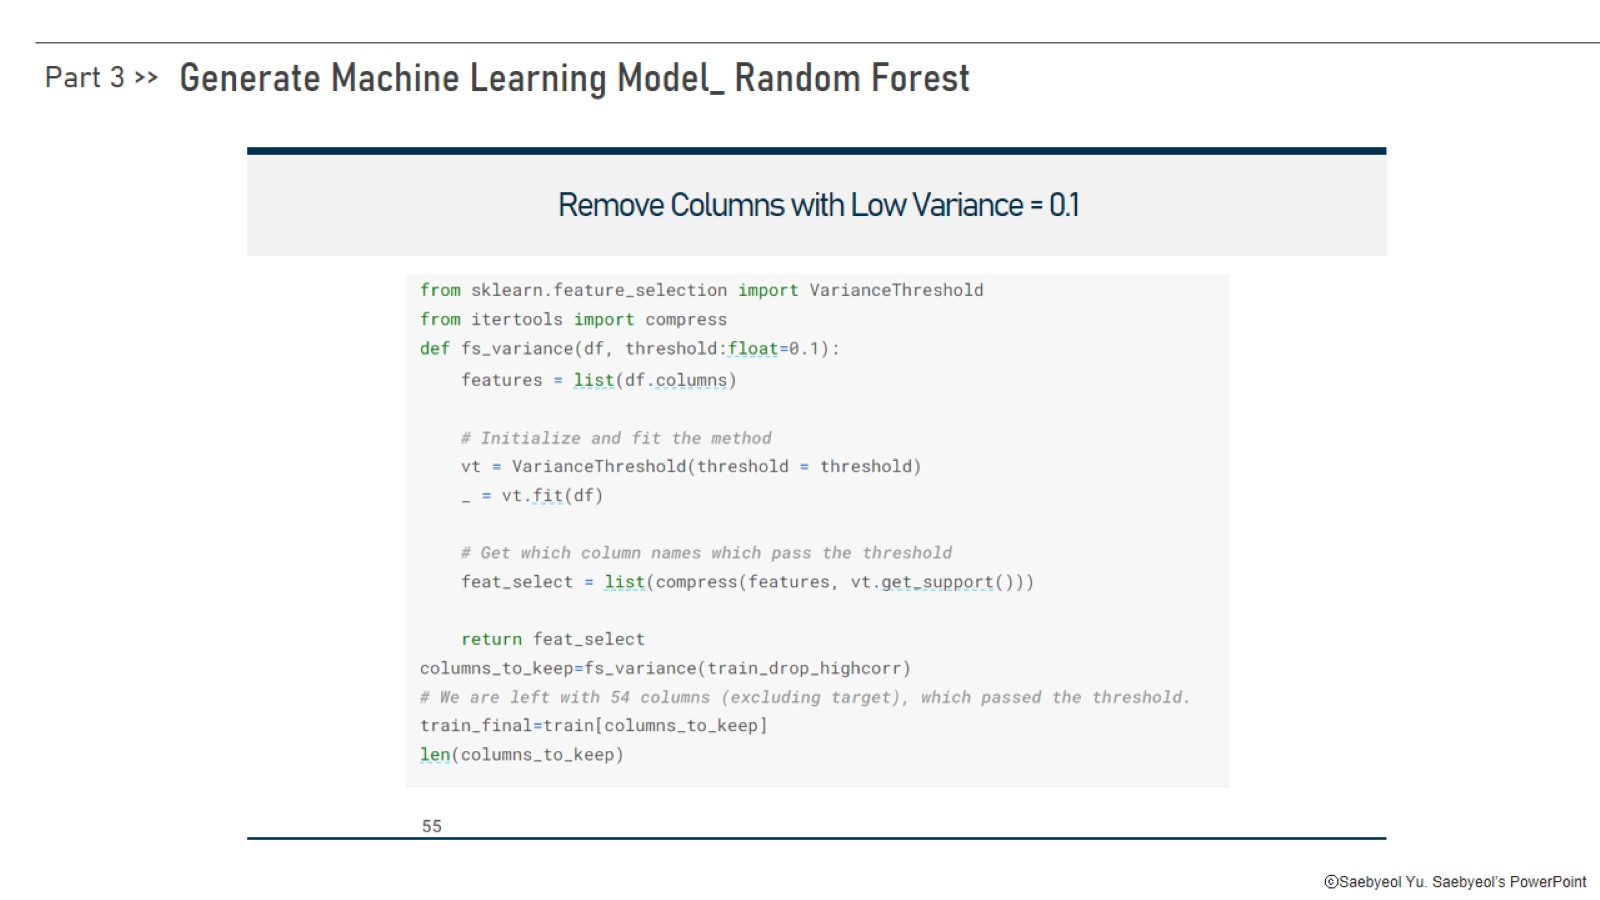 Part 3 >> Generate Machine Learning Model_ Random Forest
Remove Columns with Low Variance = 0.1
from sklearn.feature_selection import VarianceThreshold
from itertools import compress
def fs_variance(df, threshold:float=0.1):
    features = list(df.columns)
    # Initialize and fit the method
    vt = VarianceThreshold(threshold = threshold)
    _ = vt.fit(df)
    # Get which column names which pass the threshold
    feat_select = list(compress(features, vt.get_support()))
    return feat_select
columns_to_keep=fs_variance(train_drop_highcorr)
# We are left with 54 columns (excluding target), which passed the threshold.
train_final=train[columns_to_keep]
len(columns_to_keep)
55
©Saebyeol Yu. Saebyeol's PowerPoint